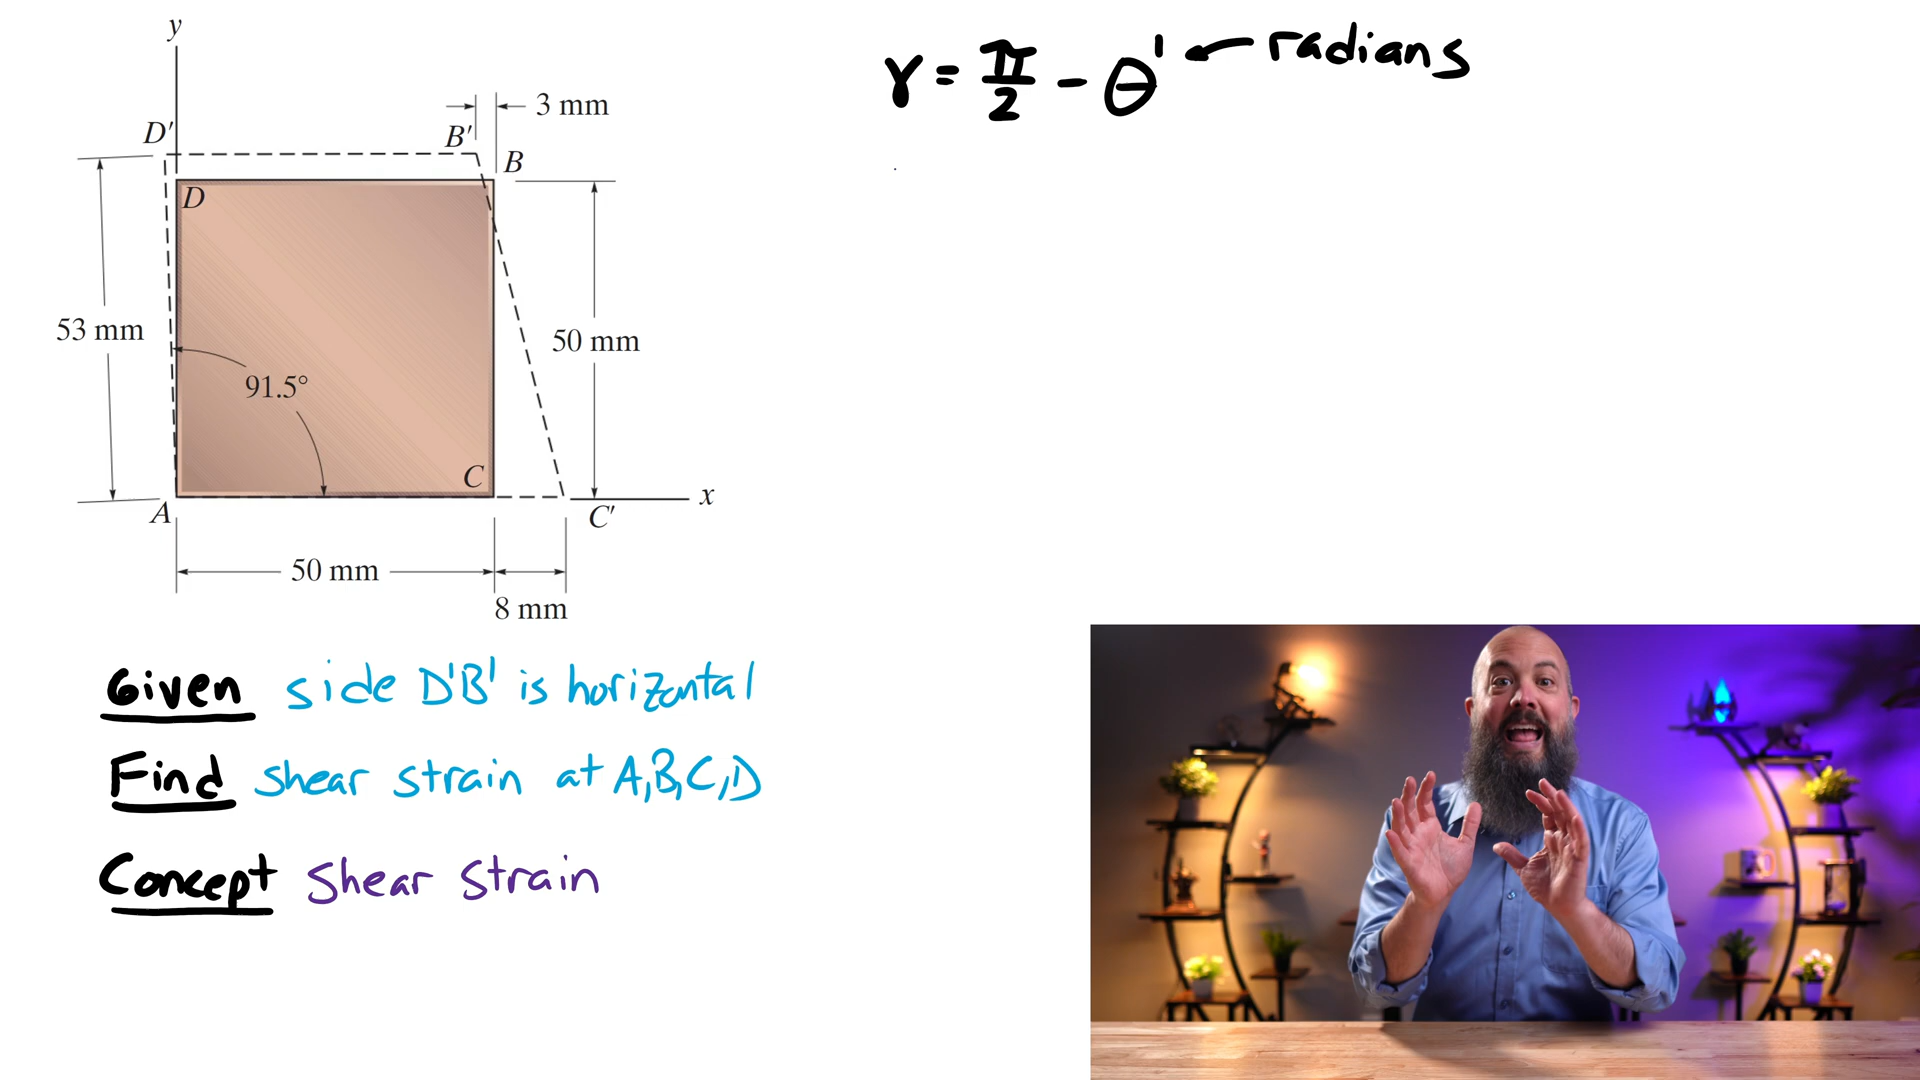 y
3 mm
D'
B'
B
D
53 mm
50 mm
91.5°
C
A
C'
x
50 mm
8 mm
γ = π/2 - θ' ← radians
Given side D'B' is horizontal
Find shear strain at A,B,C,D
Concept shear strain